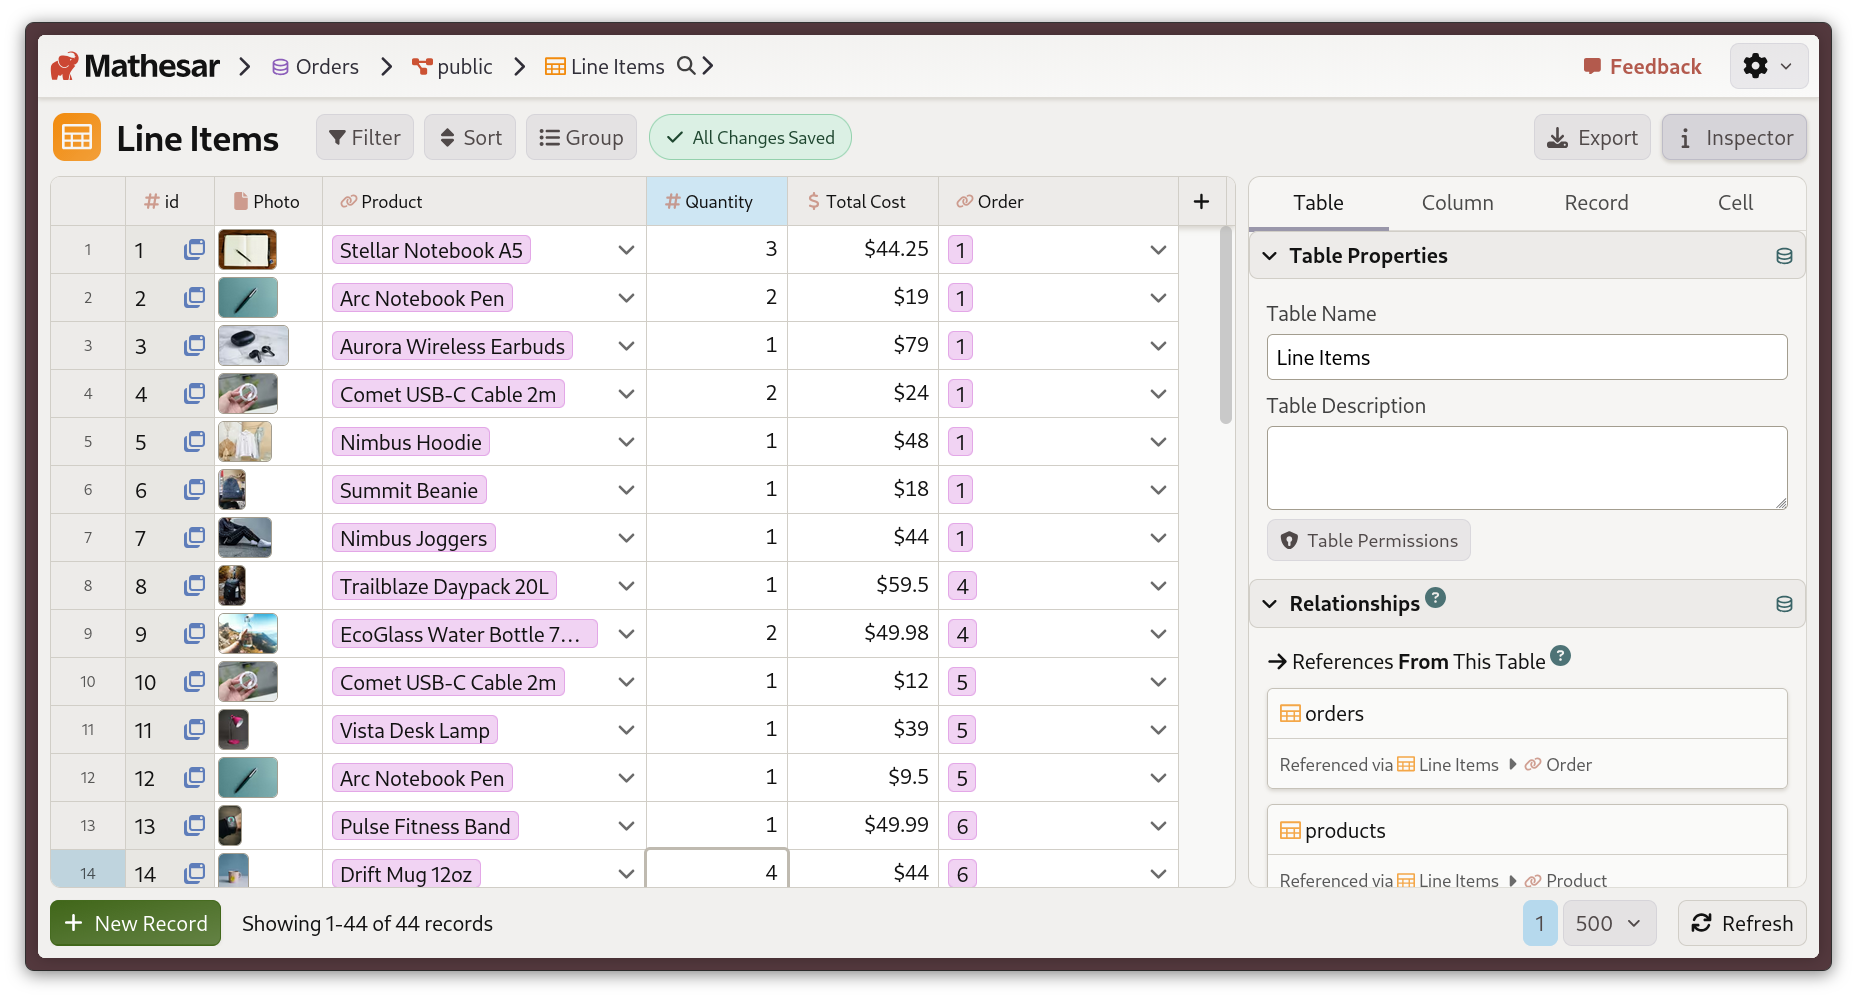 Mathesar Orders public Line Items
Feedback
Line Items Filter Sort Group All Changes Saved Export Inspector
# id Photo Product # Quantity $ Total Cost Order +
1 1 Stellar Notebook A5 3 $44.25 1
2 2 Arc Notebook Pen 2 $19 1
3 3 Aurora Wireless Earbuds 1 $79 1
4 4 Comet USB-C Cable 2m 2 $24 1
5 5 Nimbus Hoodie 1 $48 1
6 6 Summit Beanie 1 $18 1
7 7 Nimbus Joggers 1 $44 1
8 8 Trailblaze Daypack 20L 1 $59.5 4
9 9 EcoGlass Water Bottle 7... 2 $49.98 4
10 10 Comet USB-C Cable 2m 1 $12 5
11 11 Vista Desk Lamp 1 $39 5
12 12 Arc Notebook Pen 1 $9.5 5
13 13 Pulse Fitness Band 1 $49.99 6
14 14 Drift Mug 12oz 4 $44 6
Table Column Record Cell
Table Properties
Table Name
Line Items
Table Description
Table Permissions
Relationships ?
References From This Table ?
orders
Referenced via Line Items Order
products
Referenced via Line Items Product
+ New Record Showing 1-44 of 44 records 1 500 Refresh